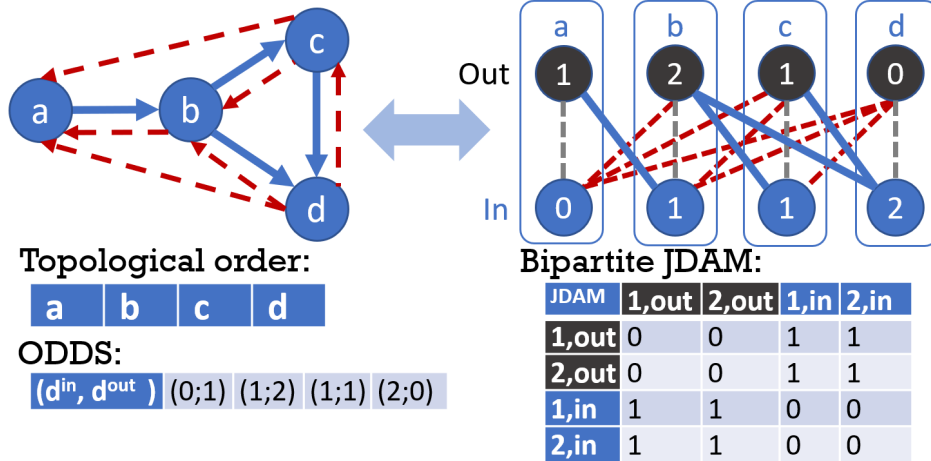 a b c d
c
Out 1 2 1 0
a b
d
In 0 1 1 2
Topological order:
a b c d
ODDS:
(dⁱⁿ, dᵒᵘᵗ ) (0;1) (1;2) (1;1) (2;0)
Bipartite JDAM:
JDAM 1,out 2,out 1,in 2,in
1,out 0 0 1 1
2,out 0 0 1 1
1,in 1 1 0 0
2,in 1 1 0 0